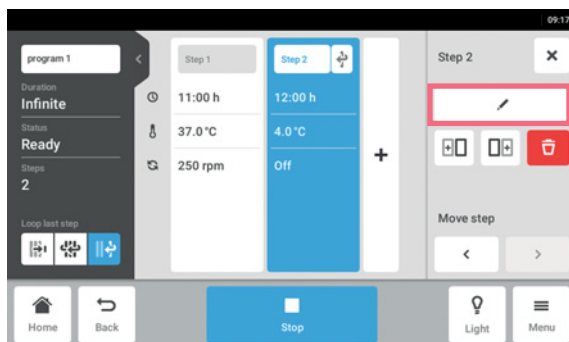 09:17
program 1
Duration
Infinite
Status
Ready
Steps
2
Loop last step
Step 1
11:00 h
37.0°C
250 rpm
Step 2
12:00 h
4.0°C
Off
+
Step 2
Move step
Home
Back
Stop
Light
Menu